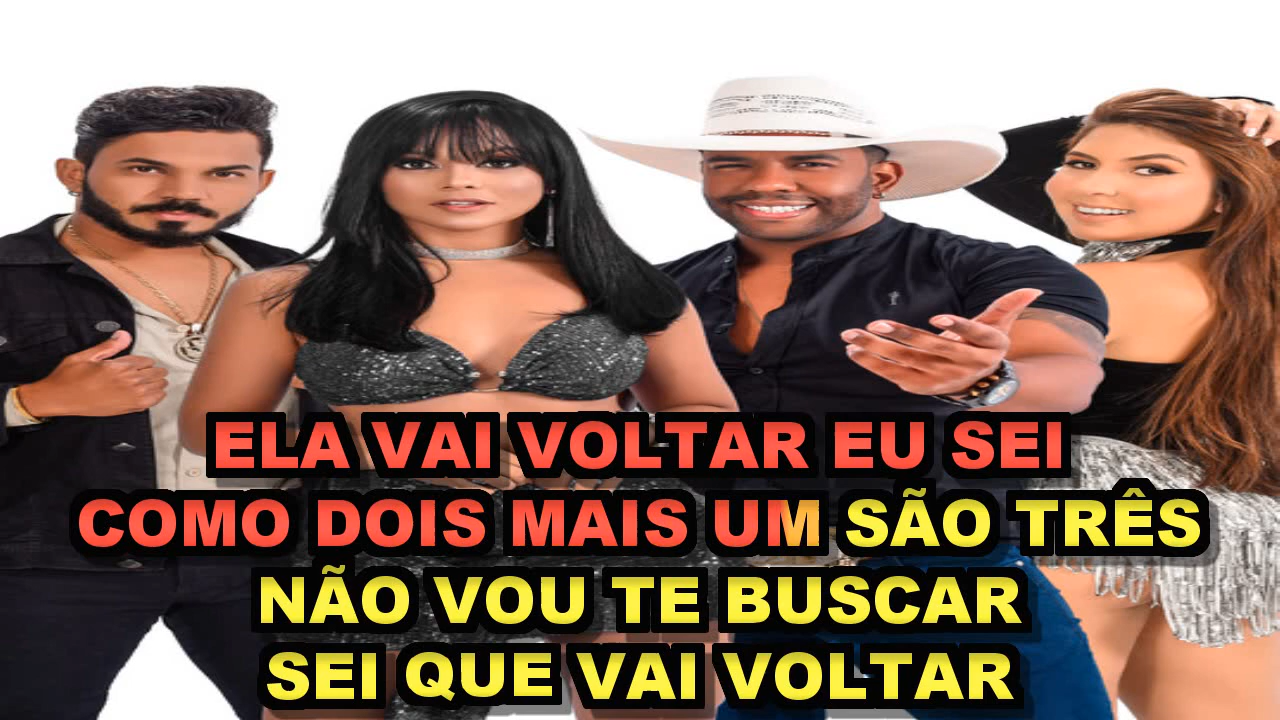 ELA VAI VOLTAR EU SEI
COMO DOIS MAIS UM SÃO TRÊS
NÃO VOU TE BUSCAR
SEI QUE VAI VOLTAR